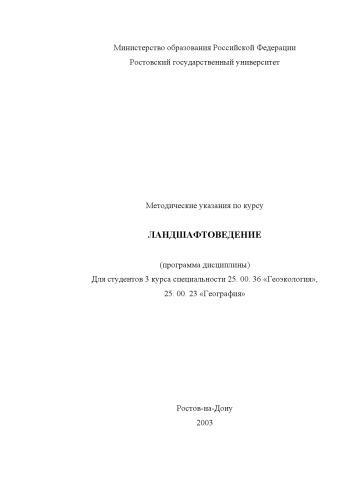 Министерство образования Российской Федерации
Ростовский государственный университет
Методические указания по курсу
ЛАНДШАФТОВЕДЕНИЕ
(программа дисциплины)
Для студентов 3 курса специальности 25. 00. 36 «Геоэкология»,
25. 00. 23 «География»
Ростов-на-Дону
2003